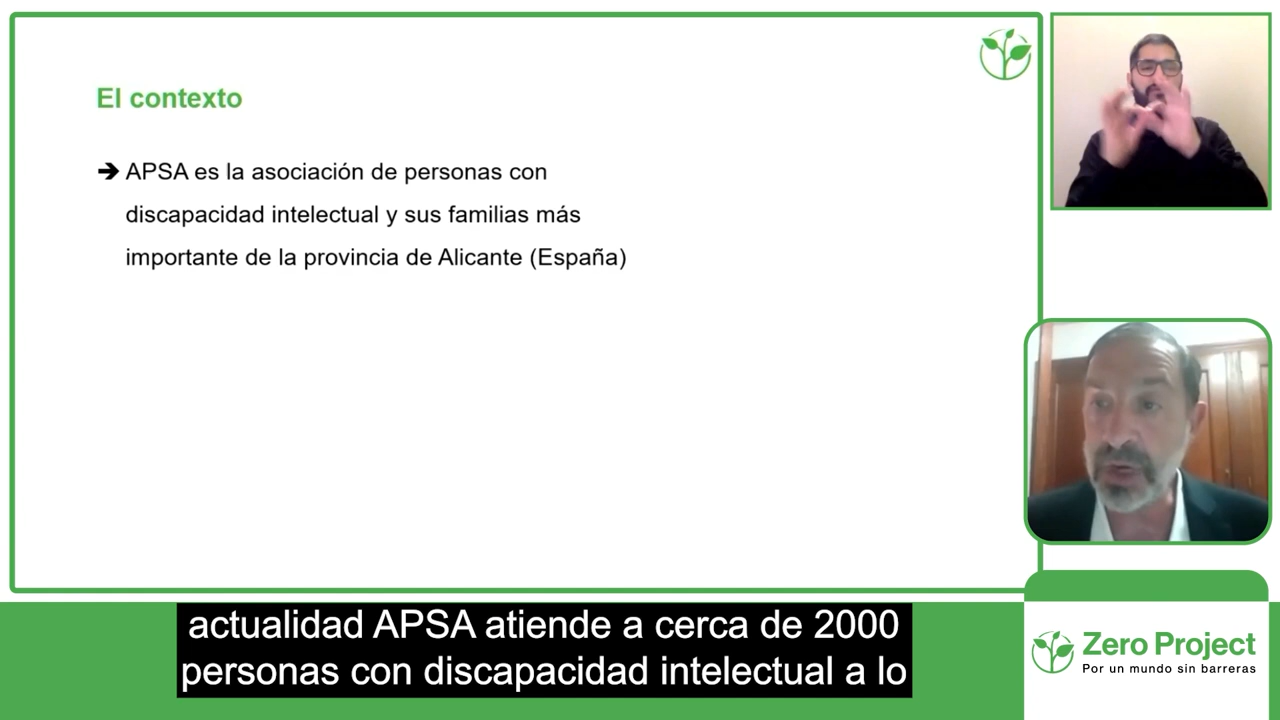 El contexto
➔ APSA es la asociación de personas con
discapacidad intelectual y sus familias más
importante de la provincia de Alicante (España)
actualidad APSA atiende a cerca de 2000
personas con discapacidad intelectual a lo
Zero Project
Por un mundo sin barreras